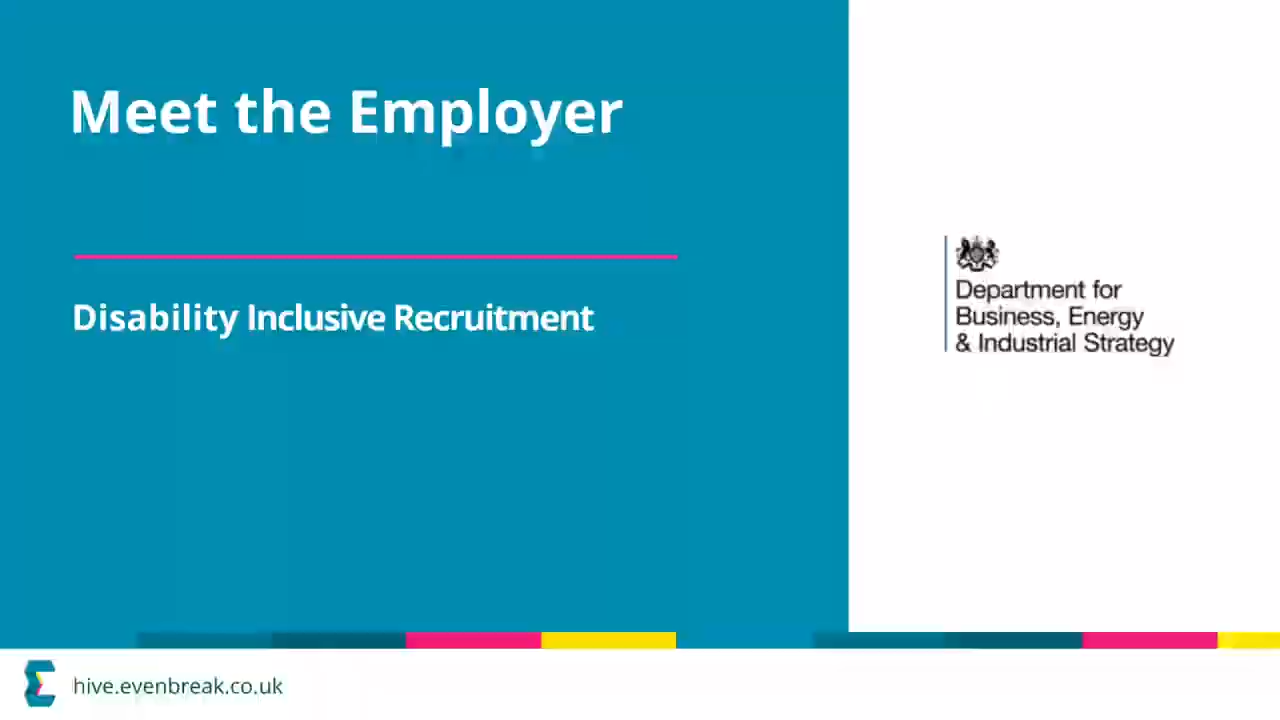 Meet the Employer
Disability Inclusive Recruitment
Department for
Business, Energy
& Industrial Strategy
hive.evenbreak.co.uk